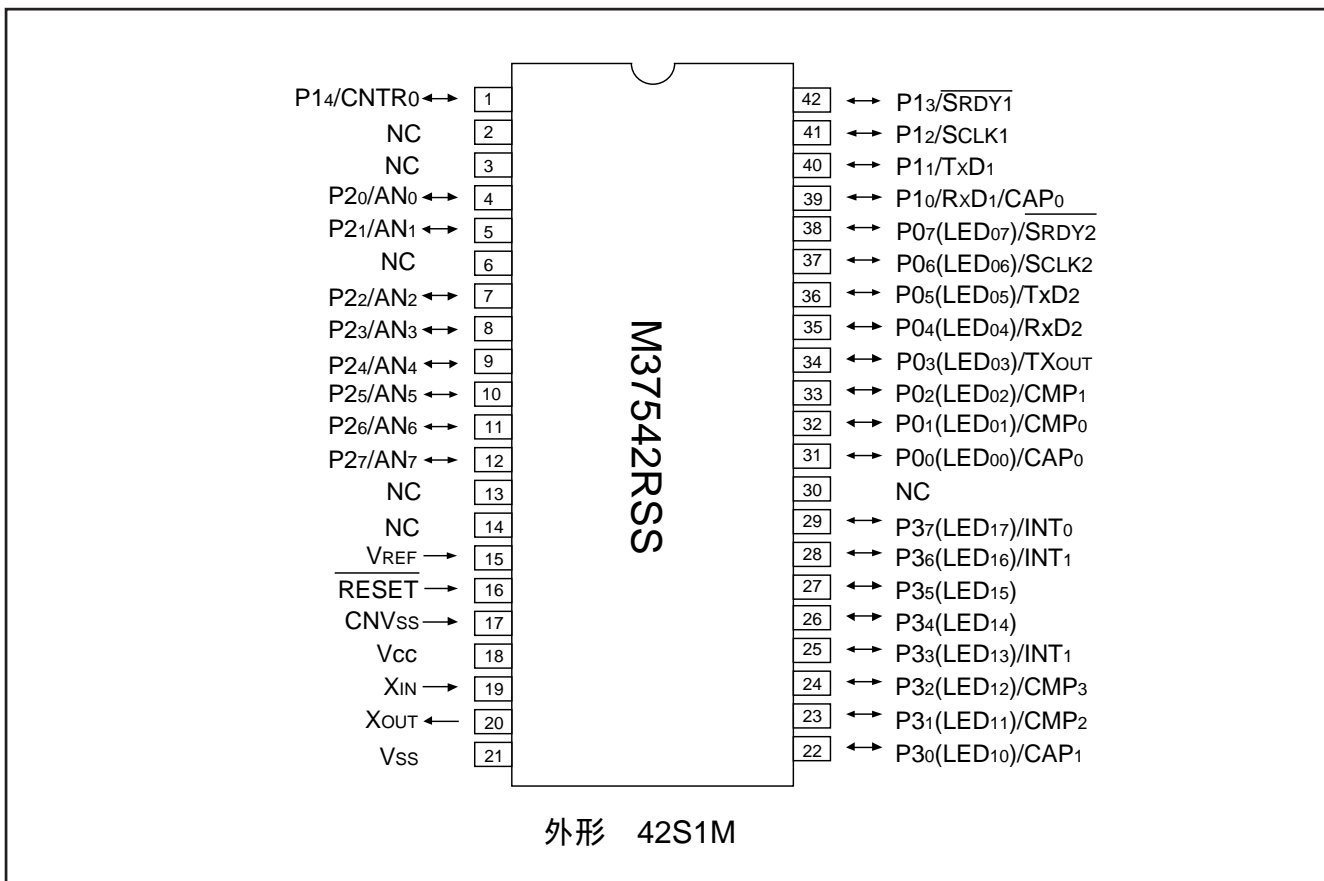 P14/CNTR0
NC
NC
P20/AN0
P21/AN1
NC
P22/AN2
P23/AN3
P24/AN4
P25/AN5
P26/AN6
P27/AN7
NC
NC
VREF
RESET
CNVSS
Vcc
XIN
XOUT
VSS
1
2
3
4
5
6
7
8
9
10
11
12
13
14
15
16
17
18
19
20
21
M37542RSS
42
41
40
39
38
37
36
35
34
33
32
31
30
29
28
27
26
25
24
23
22
P13/SRDY1
P12/SCLK1
P11/TXD1
P10/RXD1/CAP0
P07(LED07)/SRDY2
P06(LED06)/SCLK2
P05(LED05)/TxD2
P04(LED04)/RxD2
P03(LED03)/TXOUT
P02(LED02)/CMP1
P01(LED01)/CMP0
P00(LED00)/CAP0
NC
P37(LED17)/INT0
P36(LED16)/INT1
P35(LED15)
P34(LED14)
P33(LED13)/INT1
P32(LED12)/CMP3
P31(LED11)/CMP2
P30(LED10)/CAP1
外形 42S1M